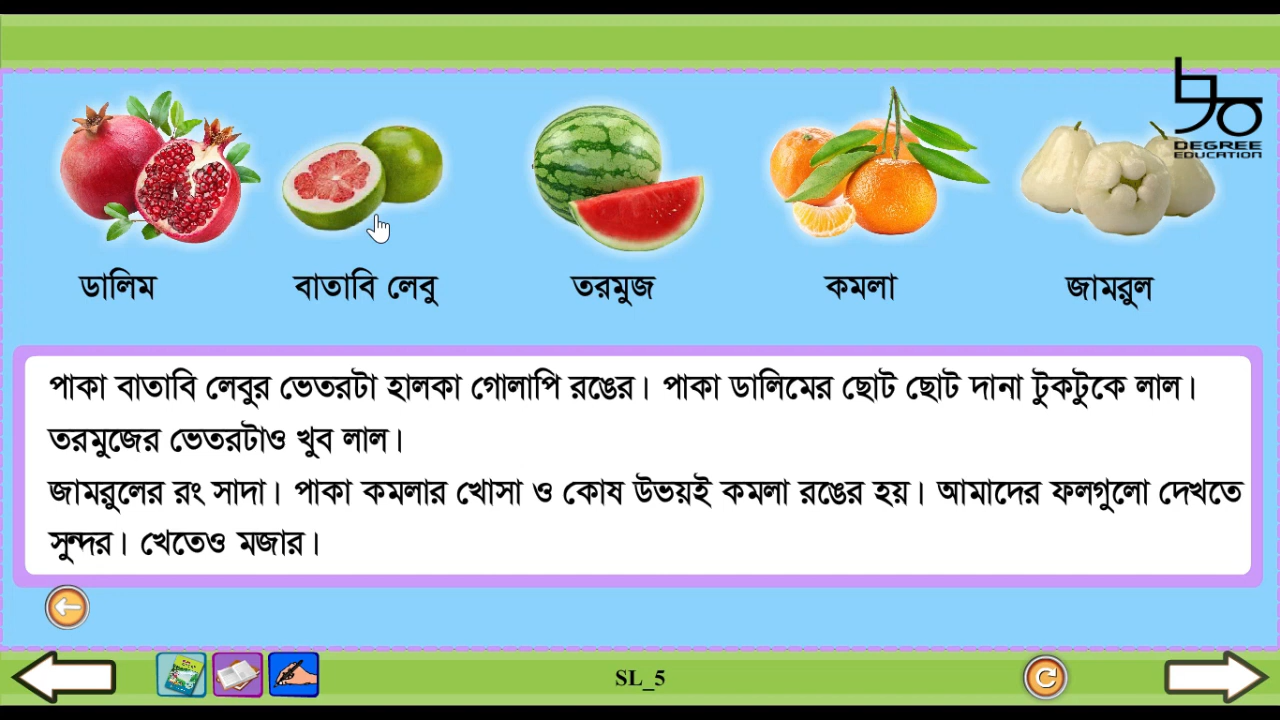 ১০
DEGREE
EDUCATION
ডালিম
বাতাবি লেবু
তরমুজ
কমলা
জামরুল
পাকা বাতাবি লেবুর ভেতরটা হালকা গোলাপি রঙের। পাকা ডালিমের ছোট ছোট দানা টুকটুকে লাল।
তরমুজের ভেতরটাও খুব লাল।
জামরুলের রং সাদা। পাকা কমলার খোসা ও কোষ উভয়ই কমলা রঙের হয়। আমাদের ফলগুলো দেখতে
সুন্দর। খেতেও মজার।
SL_5